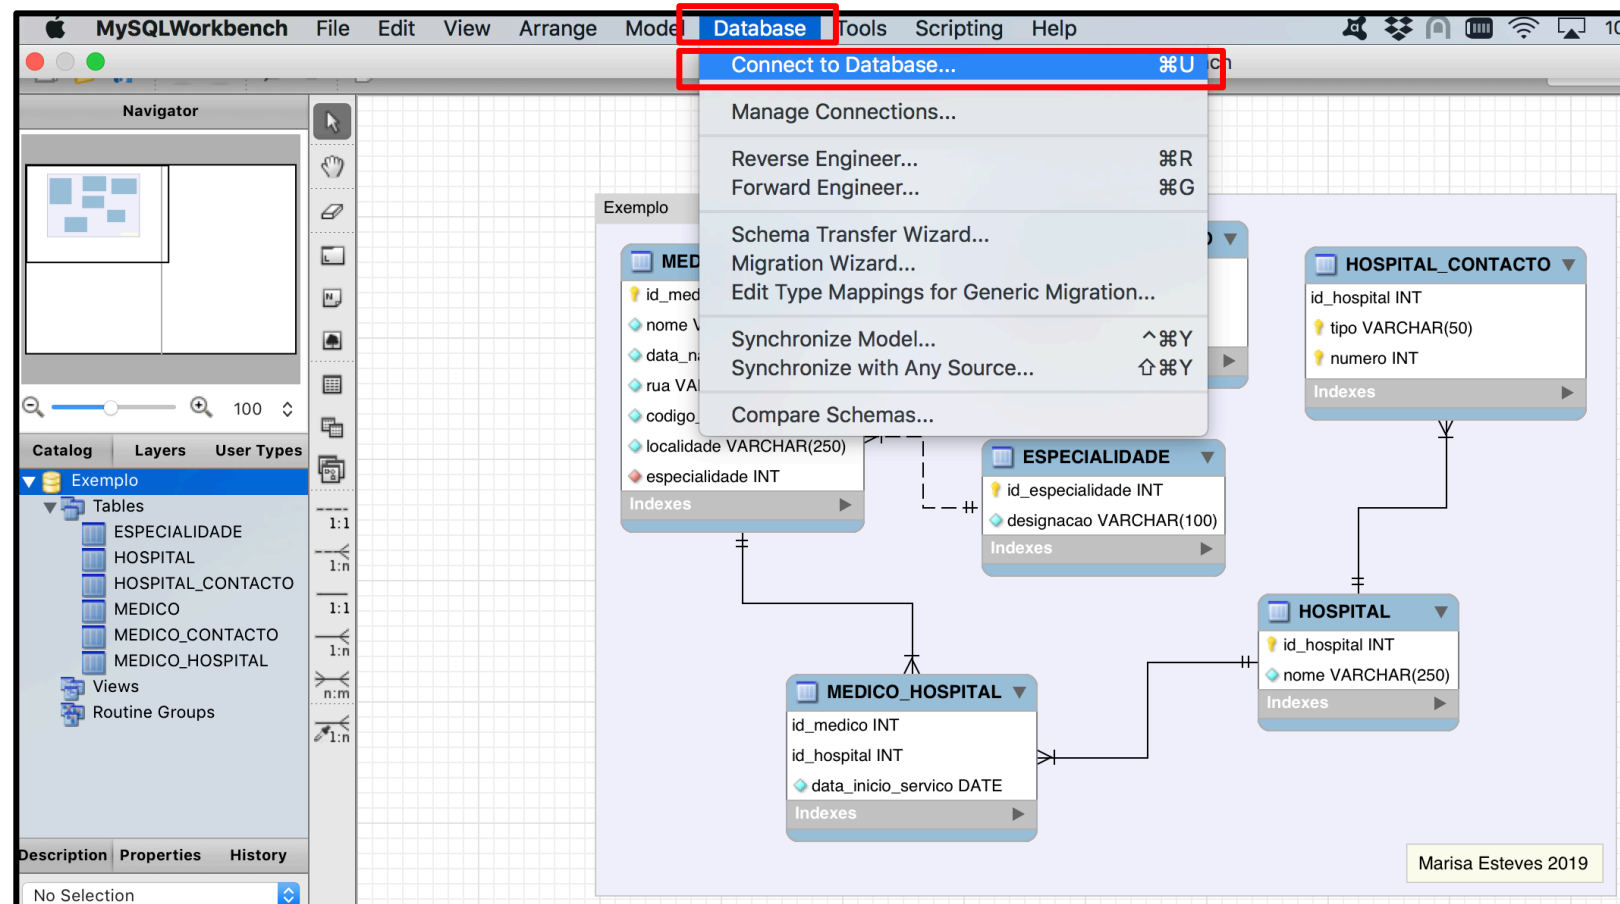 MySQLWorkbench File Edit View Arrange Model Database Tools Scripting Help 10
Connect to Database... ⌘U
Manage Connections...
Reverse Engineer... ⌘R
Forward Engineer... ⌘G
Schema Transfer Wizard...
Migration Wizard...
Edit Type Mappings for Generic Migration...
Synchronize Model... ^⌘Y
Synchronize with Any Source... ⇧⌘Y
Compare Schemas...
Navigator
100
Catalog Layers User Types
Exemplo
Tables
ESPECIALIDADE
HOSPITAL
HOSPITAL_CONTACTO
MEDICO
MEDICO_CONTACTO
MEDICO_HOSPITAL
Views
Routine Groups
Description Properties History
No Selection
1:1
1:n
1:1
1:n
n:m
1:n
Exemplo
MED
id_med
nome V
data_na
rua VA
codigo_
localidade VARCHAR(250)
especialidade INT
Indexes
ESPECIALIDADE
id_especialidade INT
designacao VARCHAR(100)
Indexes
HOSPITAL_CONTACTO
id_hospital INT
tipo VARCHAR(50)
numero INT
Indexes
HOSPITAL
id_hospital INT
nome VARCHAR(250)
Indexes
MEDICO_HOSPITAL
id_medico INT
id_hospital INT
data_inicio_servico DATE
Indexes
Marisa Esteves 2019